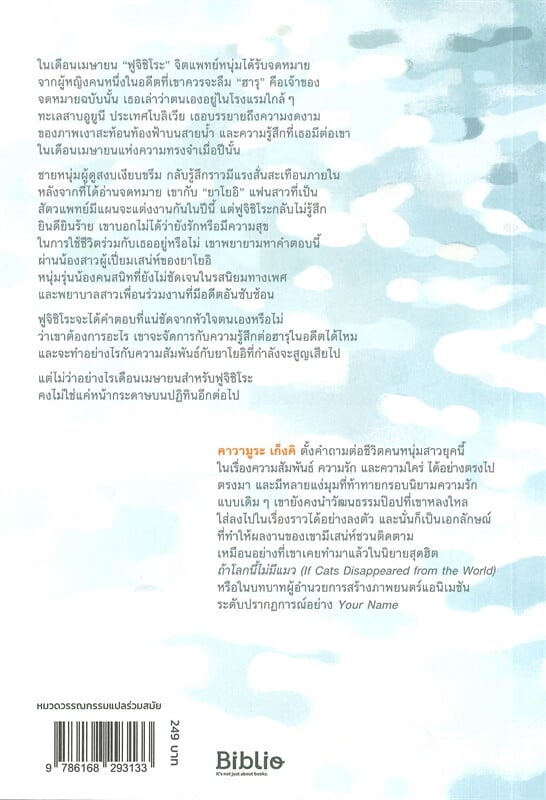 ในเดือนเมษายน “ฟูจิชิโระ” จิตแพทย์หนุ่มได้รับจดหมาย
จากผู้หญิงคนหนึ่งในอดีตที่เขาควรจะลืม “ฮารุ” คือเจ้าของ
จดหมายฉบับนั้น เธอเล่าว่าตนเองอยู่ในโรงแรมใกล้ ๆ
ทะเลสาบอูยูนี ประเทศโบลิเวีย เธอบรรยายถึงความงดงาม
ของภาพเงาสะท้อนท้องฟ้าบนสายน้ำ และความรู้สึกที่เธอมีต่อเขา
ในเดือนเมษายนแห่งความทรงจำเมื่อปีนั้น
ชายหนุ่มผู้ดูสงบเงียบขรึม กลับรู้สึกราวมีแรงสั่นสะเทือนภายใน
หลังจากที่ได้อ่านจดหมาย เขากับ “ยาโยอิ” แฟนสาวที่เป็น
สัตวแพทย์มีแผนจะแต่งงานกันในปีนี้ แต่ฟูจิชิโระกลับไม่รู้สึก
ยินดียินร้าย เขาบอกไม่ได้ว่ายังรักหรือมีความสุข
ในการใช้ชีวิตร่วมกับเธออยู่หรือไม่ เขาพยายามหาคำตอบนี้
ผ่านน้องสาวผู้เปี่ยมเสน่ห์ของยาโยอิ
หนุ่มรุ่นน้องคนสนิทที่ยังไม่ชัดเจนในรสนิยมทางเพศ
และพยาบาลสาวเพื่อนร่วมงานที่มีอดีตอันซับซ้อน
ฟูจิชิโระจะได้คำตอบที่แน่ชัดจากหัวใจตนเองหรือไม่
ว่าเขาต้องการอะไร เขาจะจัดการกับความรู้สึกต่อฮารุในอดีตได้ไหม
และจะทำอย่างไรกับความสัมพันธ์กับยาโยอิที่กำลังจะสูญเสียไป
แต่ไม่ว่าอย่างไรเดือนเมษายนสำหรับฟูจิชิโระ
คงไม่ใช่แค่หน้ากระดาษบนปฏิทินอีกต่อไป
คาวามูระ เก็งคิ ตั้งคำถามต่อชีวิตคนหนุ่มสาวยุคนี้
ในเรื่องความสัมพันธ์ ความรัก และความใคร่ ได้อย่างตรงไป
ตรงมา และมีหลายแง่มุมที่ท้าทายกรอบนิยามความรัก
แบบเดิม ๆ เขายังคงนำวัฒนธรรมป๊อปที่เขาหลงใหล
ใส่ลงไปในเรื่องราวได้อย่างลงตัว และนั่นก็เป็นเอกลักษณ์
ที่ทำให้ผลงานของเขามีเสน่ห์ชวนติดตาม
เหมือนอย่างที่เขาเคยทำมาแล้วในนิยายสุดฮิต
ถ้าโลกนี้ไม่มีแมว (If Cats Disappeared from the World)
หรือในบทบาทผู้อำนวยการสร้างภาพยนตร์แอนิเมชัน
ระดับปรากฏการณ์อย่าง Your Name
หมวดวรรณกรรมแปลร่วมสมัย
249 บาท
9 786168 293133
Biblio
It's not just about books.